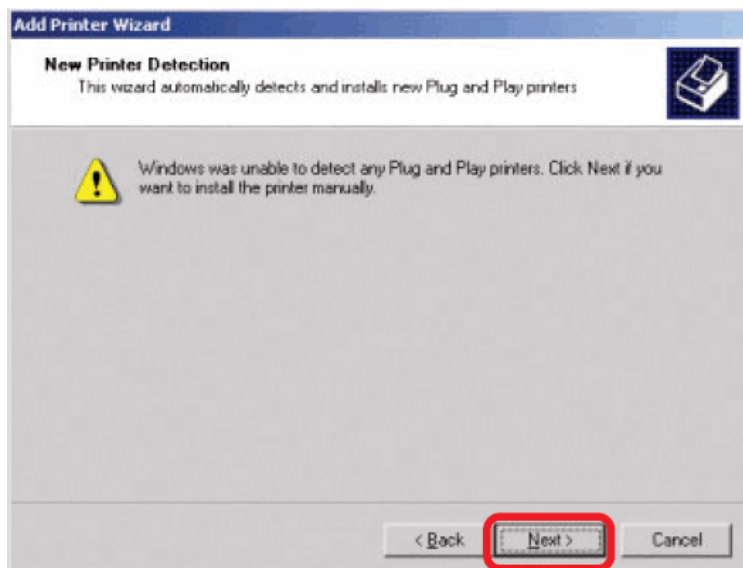 Add Printer Wizard
New Printer Detection
This wizard automatically detects and installs new Plug and Play printers
Windows was unable to detect any Plug and Play printers. Click Next if you
want to install the printer manually.
< Back
Next >
Cancel